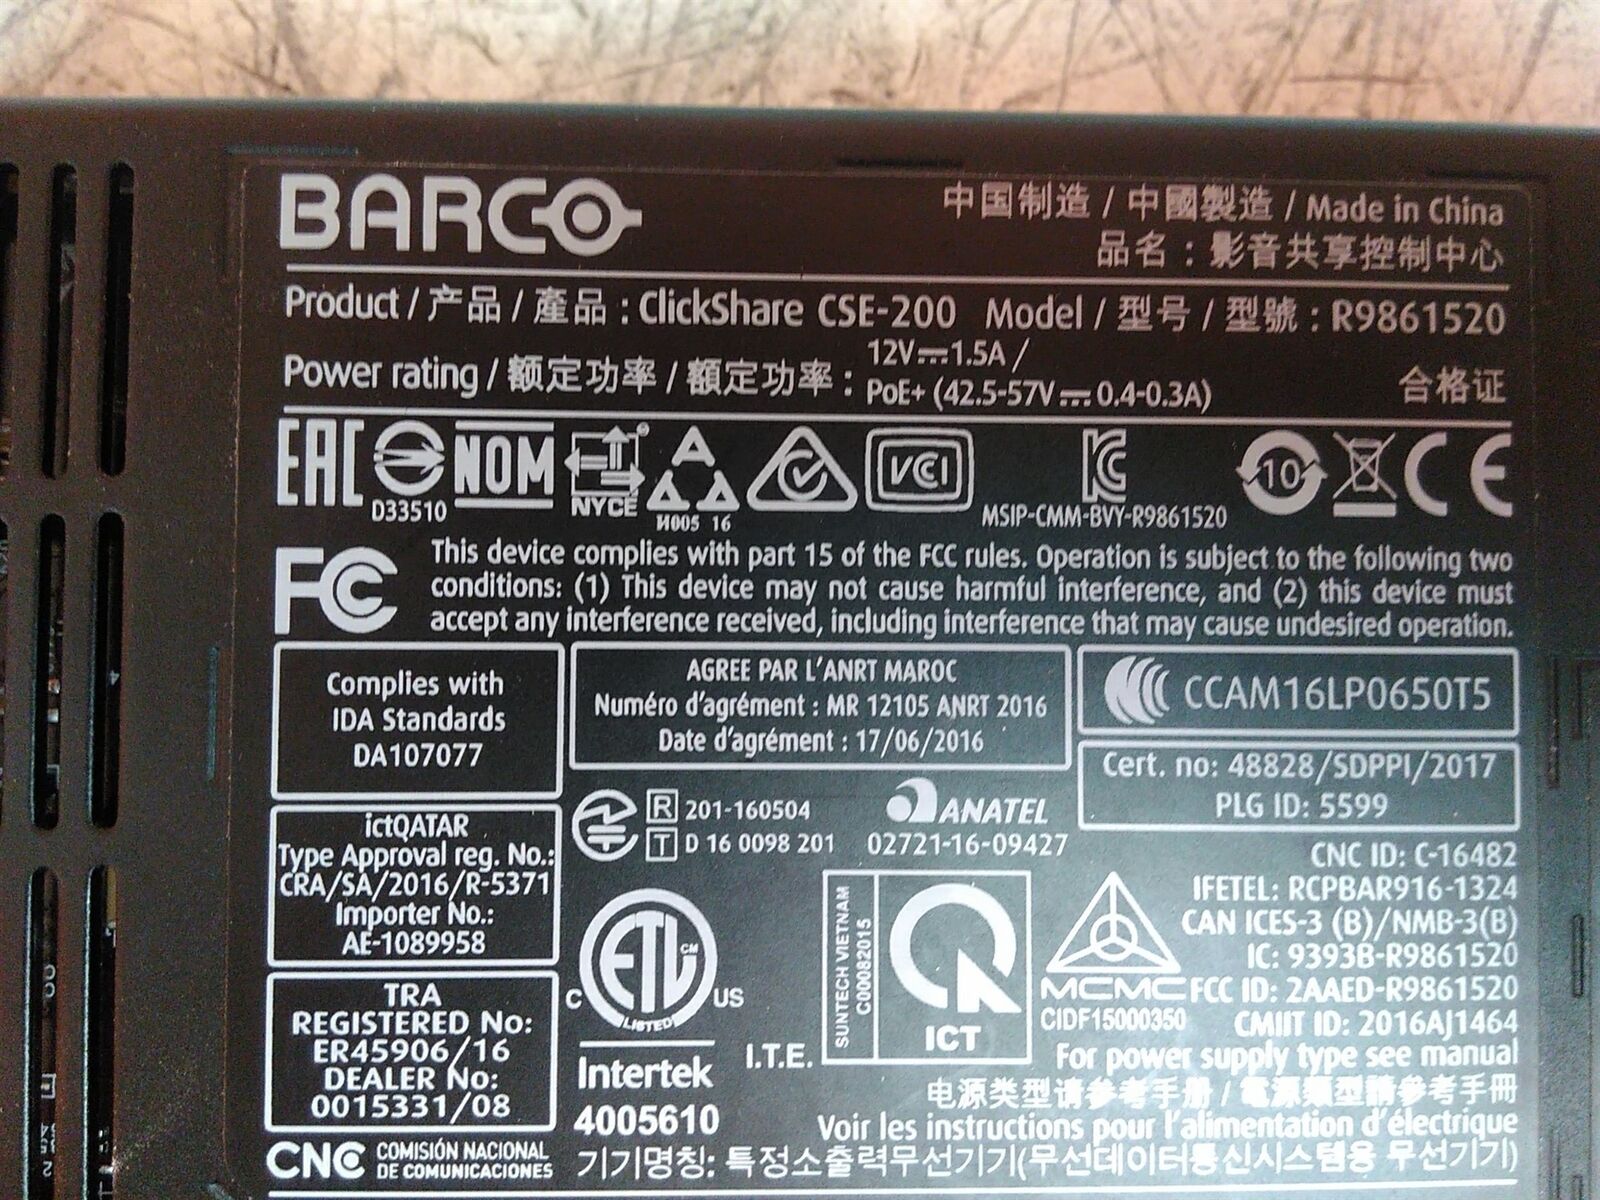 BARCO
中国制造 / 中國製造 / Made in China
品名：影音共享控制中心
Product / 产品 / 產品 : ClickShare CSE-200 Model / 型号 / 型號 : R9861520
Power rating / 额定功率 / 額定功率 : 12V⎓1.5A /
PoE+ (42.5-57V⎓0.4-0.3A)
合格证
EAC
D33510
NOM
NYCE
И005 16
VCI
KC
MSIP-CMM-BVY-R9861520
10
CE
FC
This device complies with part 15 of the FCC rules. Operation is subject to the following two
conditions: (1) This device may not cause harmful interference, and (2) this device must
accept any interference received, including interference that may cause undesired operation.
Complies with
IDA Standards
DA107077
AGREE PAR L'ANRT MAROC
Numéro d'agrément : MR 12105 ANRT 2016
Date d'agrément : 17/06/2016
CCAM16LP0650T5
Cert. no: 48828/SDPPI/2017
PLG ID: 5599
ictQATAR
Type Approval reg. No.:
CRA/SA/2016/R-5371
Importer No.:
AE-1089958
R 201-160504
T D 16 0098 201
ANATEL
02721-16-09427
CNC ID: C-16482
IFETEL: RCPBAR916-1324
CAN ICES-3 (B)/NMB-3(B)
IC: 9393B-R9861520
FCC ID: 2AAED-R9861520
CMIIT ID: 2016AJ1464
TRA
REGISTERED No:
ER45906/16
DEALER No:
0015331/08
C ETL CM US
LISTED
Intertek
4005610
I.T.E.
SUNTECH VIETNAM
C00082015
ICT
MCMC
CIDF15000350
For power supply type see manual
电源类型请参考手册 / 電源類型請參考手冊
Voir les instructions pour l'alimentation d'électrique
CNC COMISIÓN NACIONAL
DE COMUNICACIONES
기기명칭: 특정소출력무선기기(무선데이터통신시스템용 무선기기)